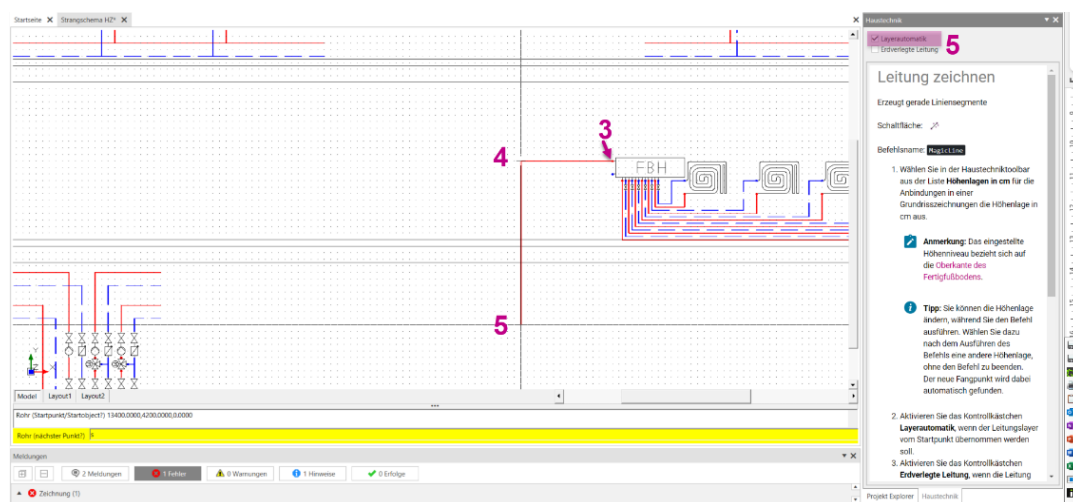 Startseite
Strangschema HZ*
Haustechnik
Layerautomatik
Erdverlegte Leitung
5
Leitung zeichnen
Erzeugt gerade Liniensegmente
Schaltfläche:
Befehlsname: MagicLine
1. Wählen Sie in der Haustechniktoolbar
aus der Liste Höhenlagen in cm für die
Anbindungen in einer
Grundrisszeichnungen die Höhenlage in
cm aus.
Anmerkung: Das eingestellte
Höhenniveau bezieht sich auf
die Oberkante des
Fertigfußbodens.
Tipp: Sie können die Höhenlage
ändern, während Sie den Befehl
ausführen. Wählen Sie dazu
nach dem Ausführen des
Befehls eine andere Höhenlage,
ohne den Befehl zu beenden.
Der neue Fangpunkt wird dabei
automatisch gefunden.
2. Aktivieren Sie das Kontrollkästchen
Layerautomatik, wenn der Leitungslayer
vom Startpunkt übernommen werden
soll.
3. Aktivieren Sie das Kontrollkästchen
Erdverlegte Leitung, wenn die Leitung
Projekt Explorer
Haustechnik
3
4
FBH
5
Y
Z
X
Model
Layout1
Layout2
Rohr (Startpunkt/Startobject?) 13400.0000,4200.0000,0.0000
Rohr (nächster Punkt?)
Meldungen
2 Meldungen
1 Fehler
0 Warnungen
1 Hinweise
0 Erfolge
Zeichnung (1)